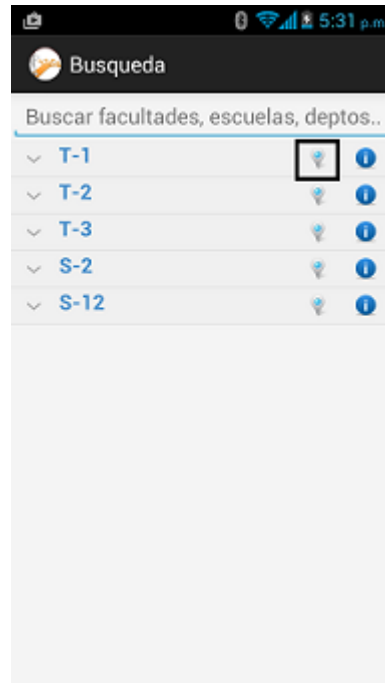 5:31 p.m
Busqueda
Buscar facultades, escuelas, deptos..
T-1
T-2
T-3
S-2
S-12